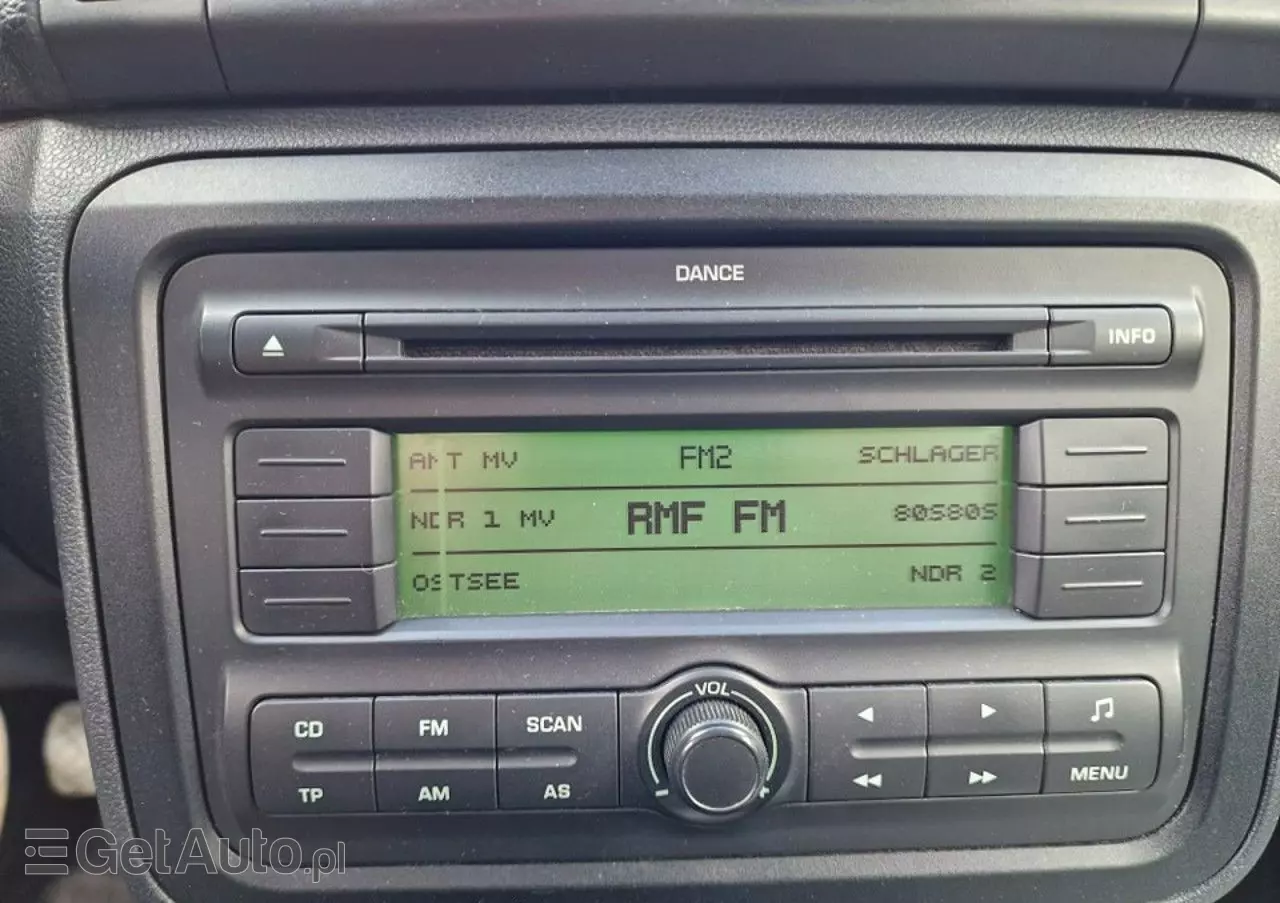 DANCE
INFO
ANT MV FM2 SCHLAGER
NDR 1 MV RMF FM 80S80S
OSTSEE NDR 2
VOL
CD FM SCAN
TP AM AS MENU
GetAuto.pl